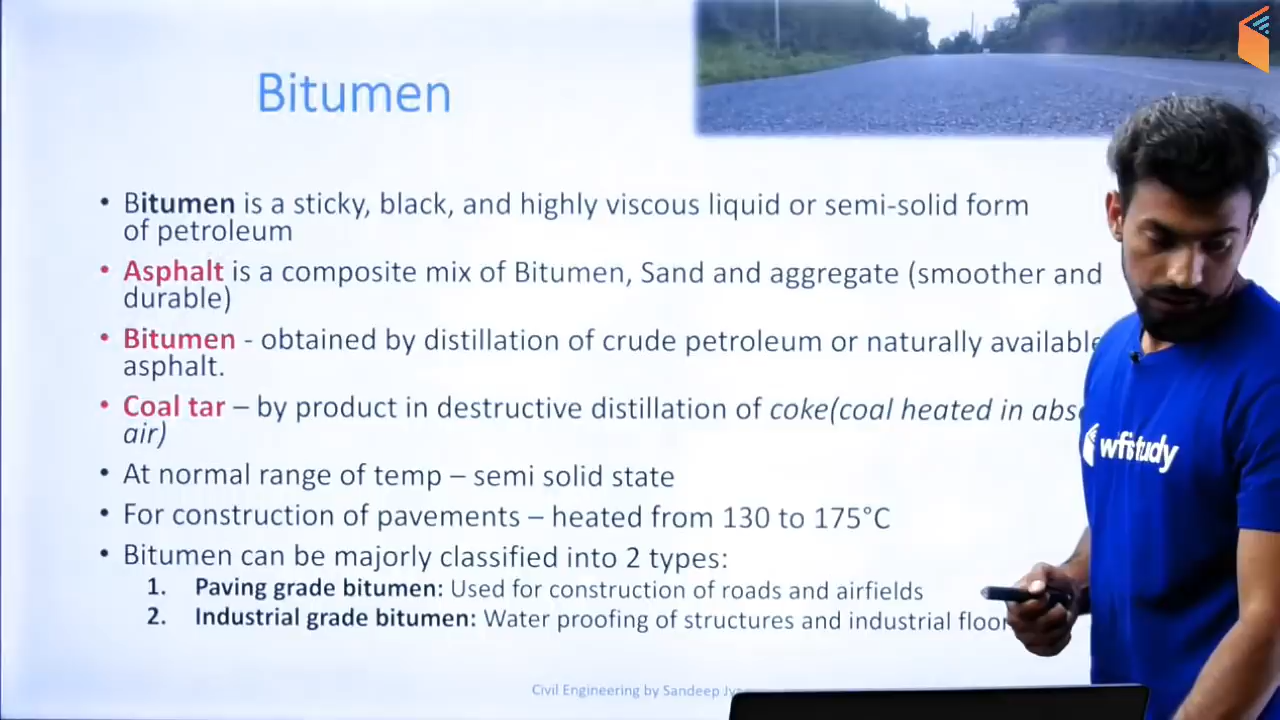 Bitumen
• Bitumen is a sticky, black, and highly viscous liquid or semi-solid form
of petroleum
• Asphalt is a composite mix of Bitumen, Sand and aggregate (smoother and
durable)
• Bitumen - obtained by distillation of crude petroleum or naturally available
asphalt.
• Coal tar – by product in destructive distillation of coke(coal heated in
air)
wifistudy
• At normal range of temp – semi solid state
• For construction of pavements – heated from 130 to 175°C
• Bitumen can be majorly classified into 2 types:
1. Paving grade bitumen: Used for construction of roads and airfields
2. Industrial grade bitumen: Water proofing of structures and industrial
Civil Engineering by Sandeep